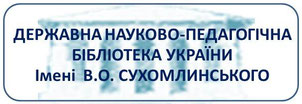 ДЕРЖАВНА НАУКОВО-ПЕДАГОГІЧНА
БІБЛІОТЕКА УКРАЇНИ
Імені В.О. СУХОМЛИНСЬКОГО